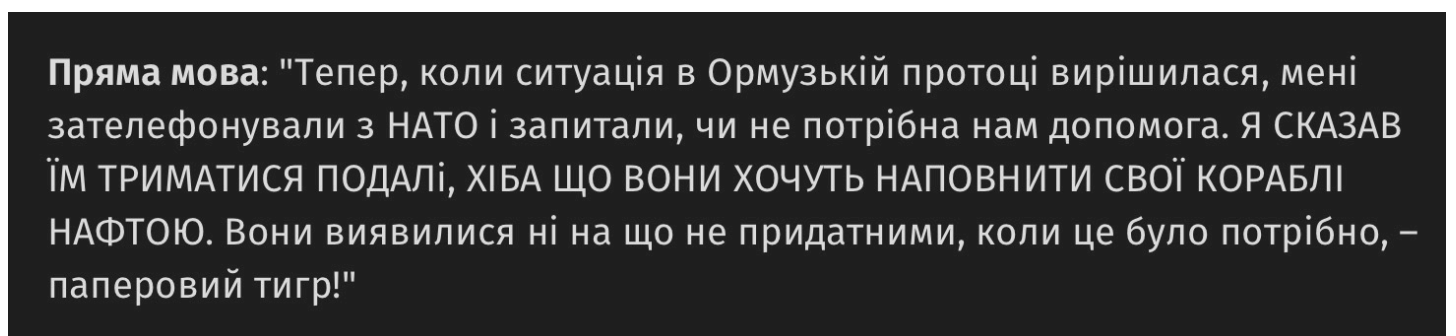 Пряма мова: "Тепер, коли ситуація в Ормузькій протоці вирішилася, мені
зателефонували з НАТО і запитали, чи не потрібна нам допомога. Я СКАЗАВ
ЇМ ТРИМАТИСЯ ПОДАЛі, ХІБА ЩО ВОНИ ХОЧУТЬ НАПОВНИТИ СВОЇ КОРАБЛІ
НАФТОЮ. Вони виявилися ні на що не придатними, коли це було потрібно, –
паперовий тигр!"